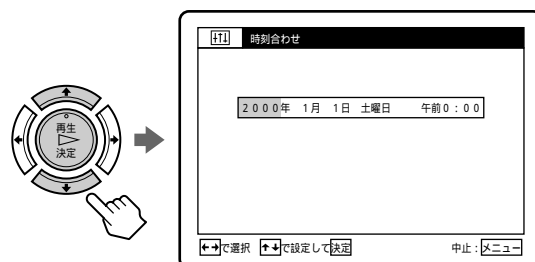 再生
決定
時刻合わせ
2000年 1月 1日 土曜日 午前0:00
←→で選択 ↑↓で設定して決定 中止:メニュー